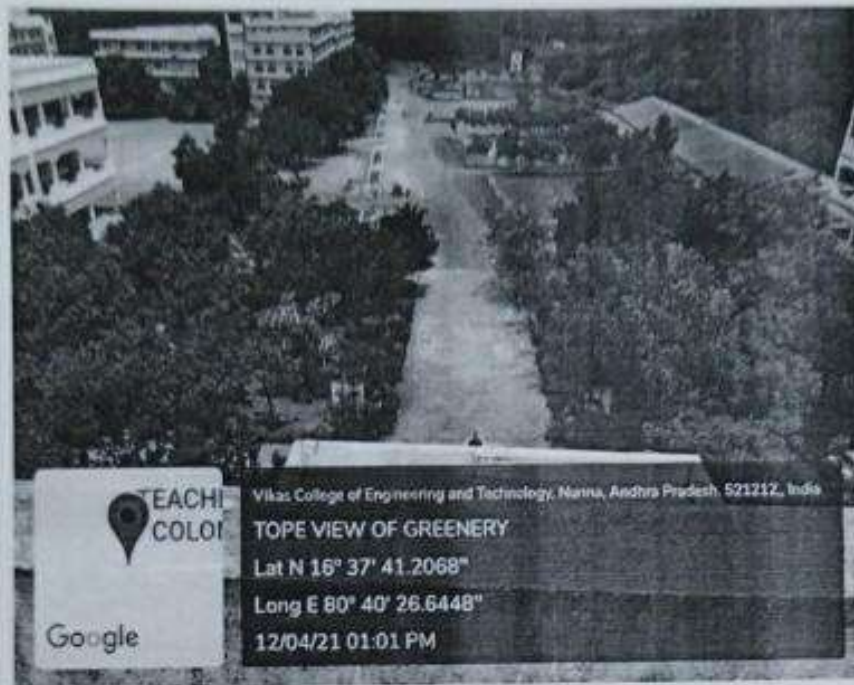 TEACHI
COLO
Google
Vikas College of Engineering and Technology, Nunna, Andhra Pradesh, 521212,, India
TOPE VIEW OF GREENERY
Lat N 16° 37' 41.2068"
Long E 80° 40' 26.6448"
12/04/21 01:01 PM